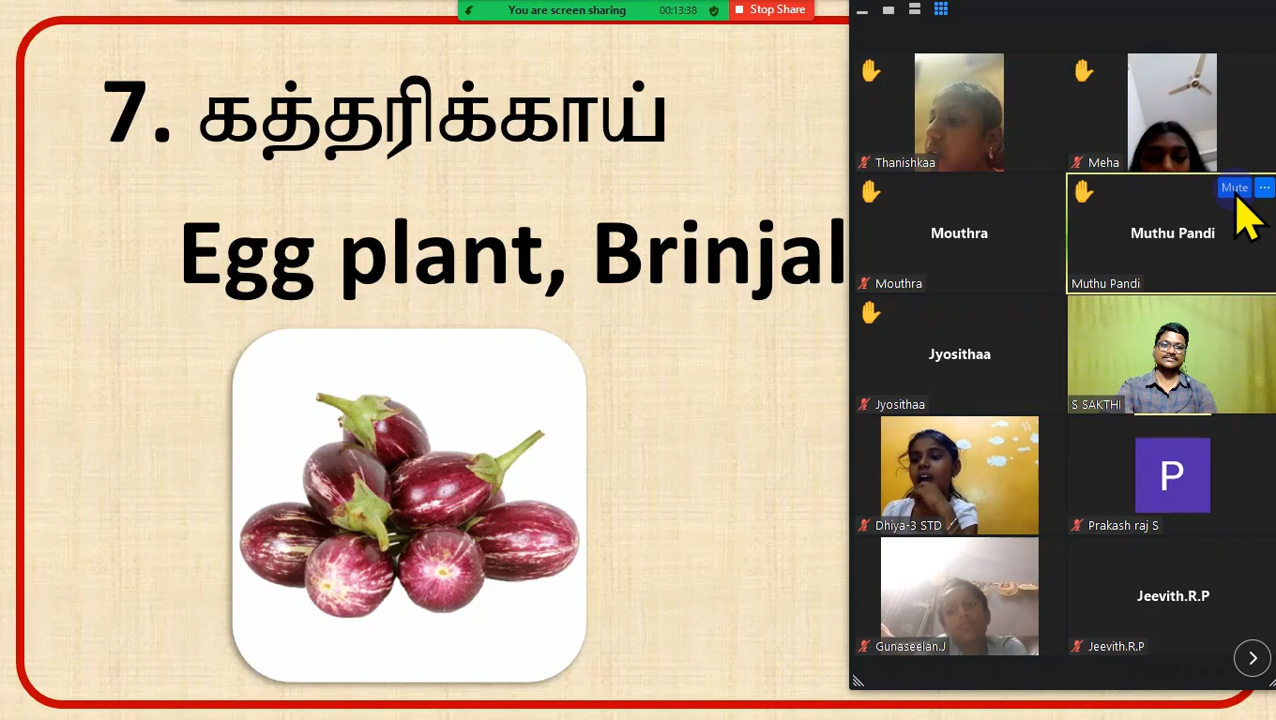 You are screen sharing
00:13:38
Stop Share
7. கத்தரிக்காய்
Egg plant, Brinjal
Thanishkaa
Meha
Mouthra
Mouthra
Mute
Muthu Pandi
Muthu Pandi
Jyosithaa
Jyosithaa
S SAKTHI
Dhiya-3 STD
P
Prakash raj S
Gunaseelan.J
Jeevith.R.P
Jeevith.R.P